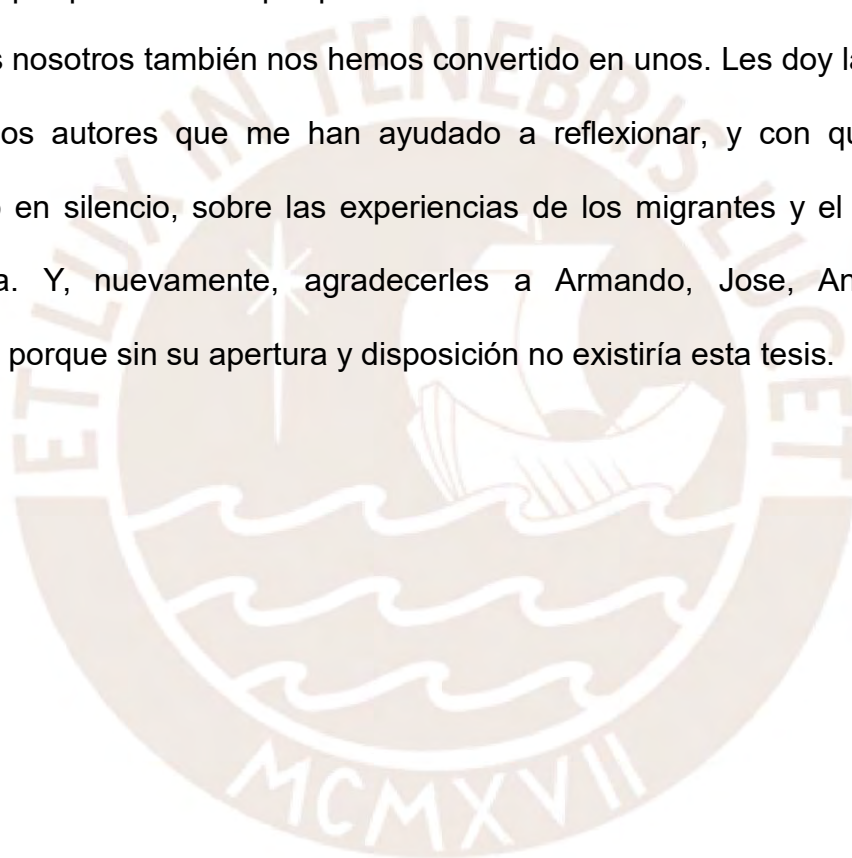 nosotros también nos hemos convertido en unos. Les doy
os autores que me han ayudado a reflexionar, y con
en silencio, sobre las experiencias de los migrantes y el
a. Y, nuevamente, agradecerles a Armando, Jose,
porque sin su apertura y disposición no existiría esta tesis.
ET LUX IN TENEBRIS LUCET
MCMXVII